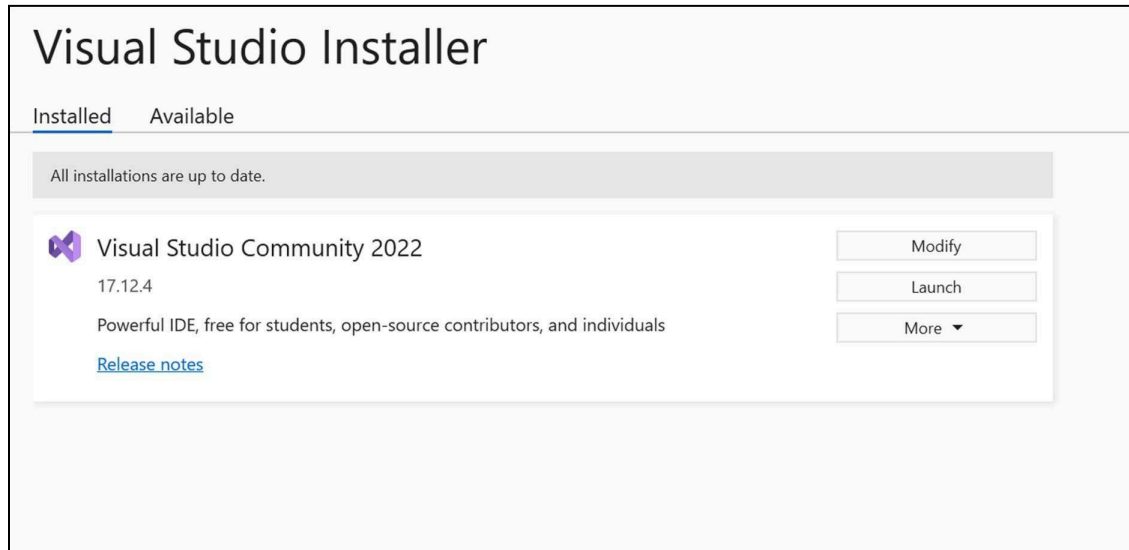 Visual Studio Installer
Installed Available
All installations are up to date.
Visual Studio Community 2022
Modify
17.12.4
Launch
Powerful IDE, free for students, open-source contributors, and individuals
More
Release notes